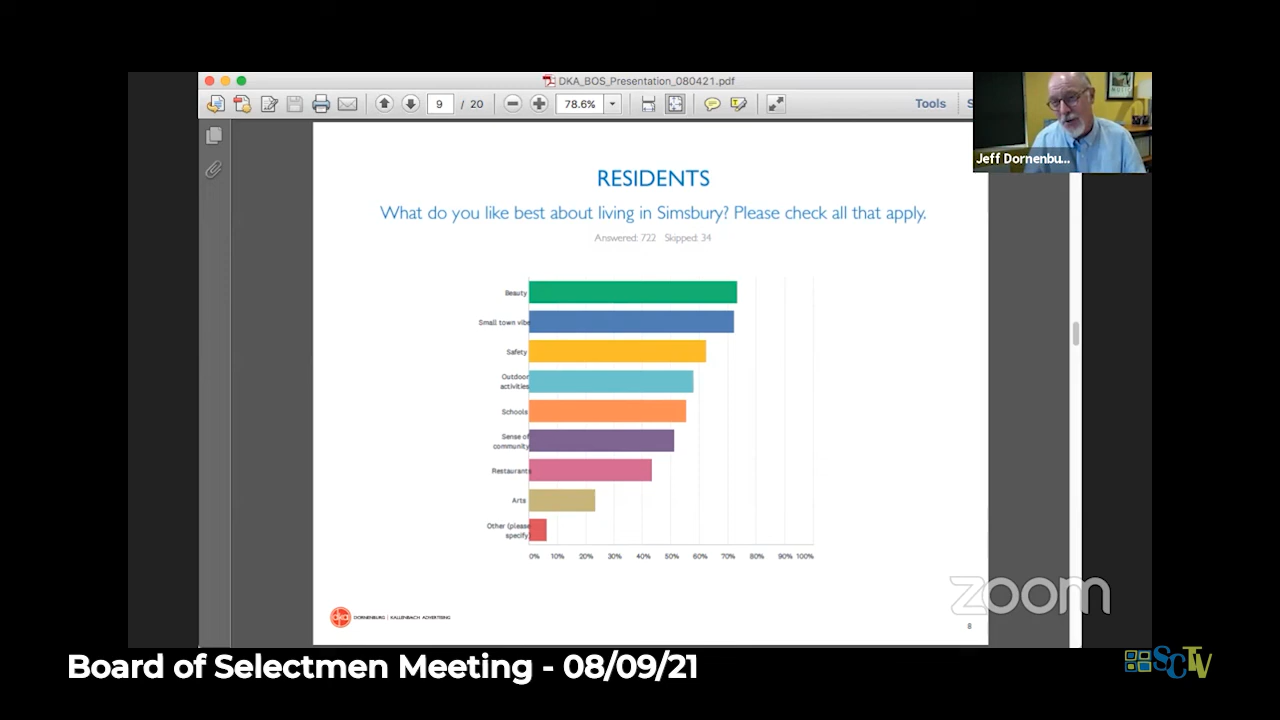 DKA_BOS_Presentation_080421.pdf
9 / 20
78.6%
Tools
S
Jeff Dornenbu...
RESIDENTS
What do you like best about living in Simsbury? Please check all that apply.
Answered: 722 Skipped: 34
Beauty
Small town vibe
Safety
Outdoor
activities
Schools
Sense of
community
Restaurants
Arts
Other (please
specify
0% 10% 20% 30% 40% 50% 60% 70% 80% 90% 100%
dka DORNENBURG | KALLENBACH ADVERTISING
8
zoom
Board of Selectmen Meeting - 08/09/21
SCTV